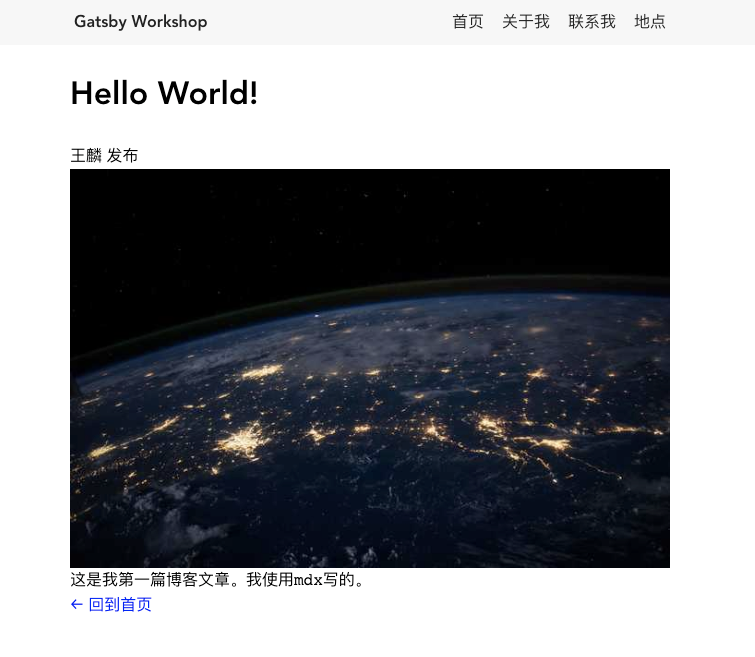 Gatsby Workshop 首页 关于我 联系我 地点
Hello World!
王麟 发布
这是我第一篇博客文章。我使用mdx写的。
← 回到首页